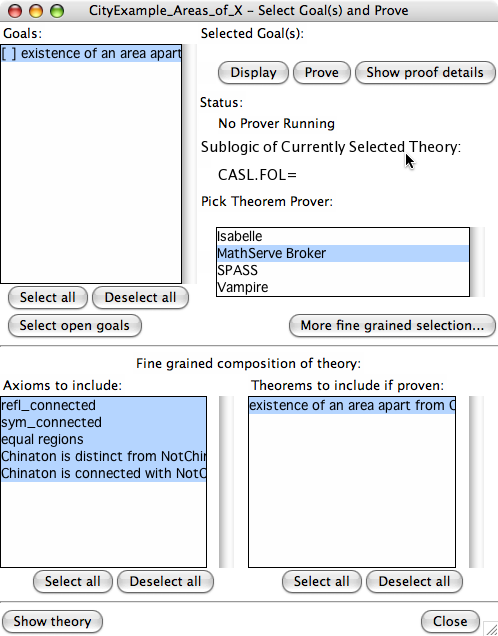 CityExample_Areas_of_X – Select Goal(s) and Prove
Goals:
[ ] existence of an area apart
Select all
Deselect all
Select open goals
Selected Goal(s):
Display
Prove
Show proof details
Status:
No Prover Running
Sublogic of Currently Selected Theory:
CASL.FOL=
Pick Theorem Prover:
Isabelle
MathServe Broker
SPASS
Vampire
More fine grained selection...
Fine grained composition of theory:
Axioms to include:
refl_connected
sym_connected
equal regions
Chinaton is distinct from NotChin
Chinaton is connected with NotC
Select all
Deselect all
Theorems to include if proven:
existence of an area apart from C
Select all
Deselect all
Show theory
Close